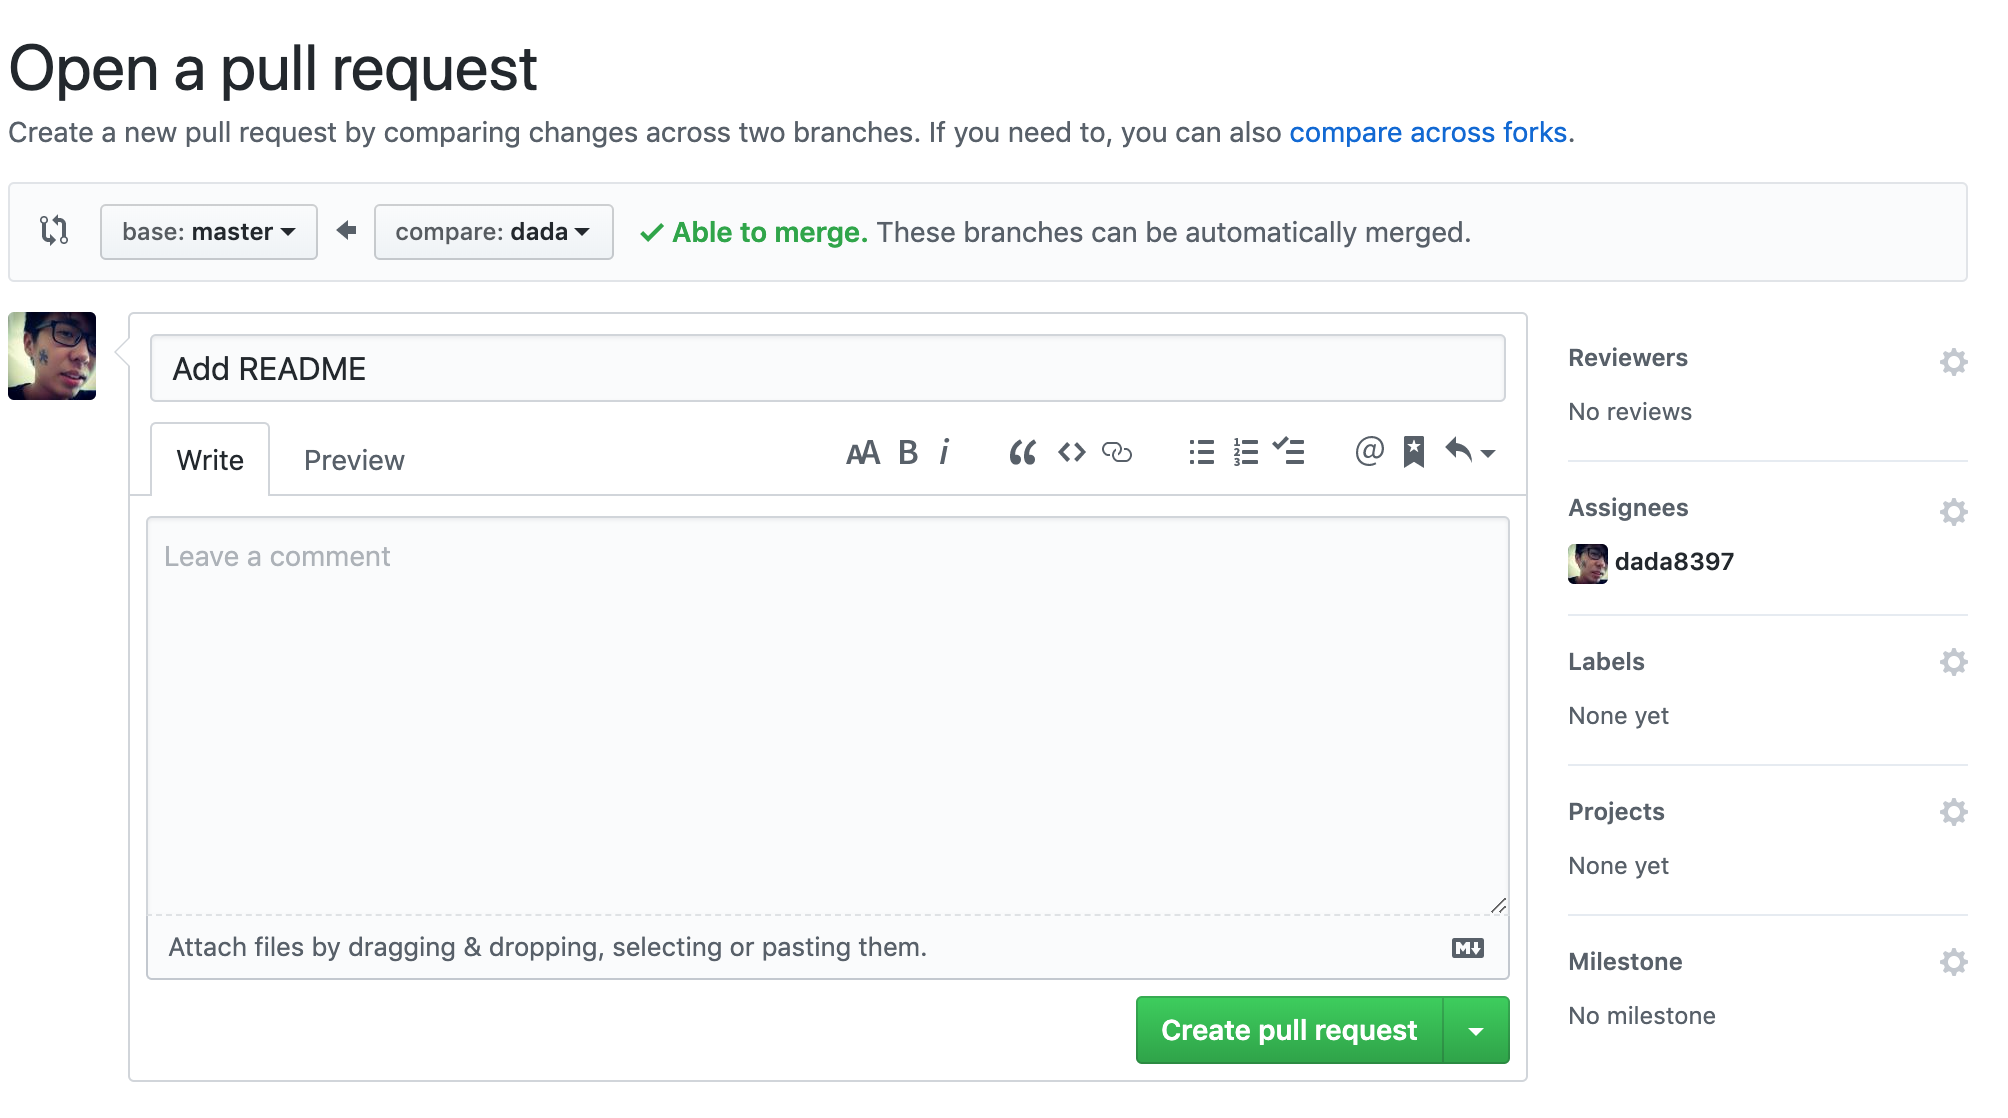 Open a pull request
Create a new pull request by comparing changes across two branches. If you need to, you can also compare across forks.
base: master compare: dada Able to merge. These branches can be automatically merged.
Add README
Write Preview AA B i @
Leave a comment
Attach files by dragging & dropping, selecting or pasting them.
Create pull request
Reviewers
No reviews
Assignees
dada8397
Labels
None yet
Projects
None yet
Milestone
No milestone